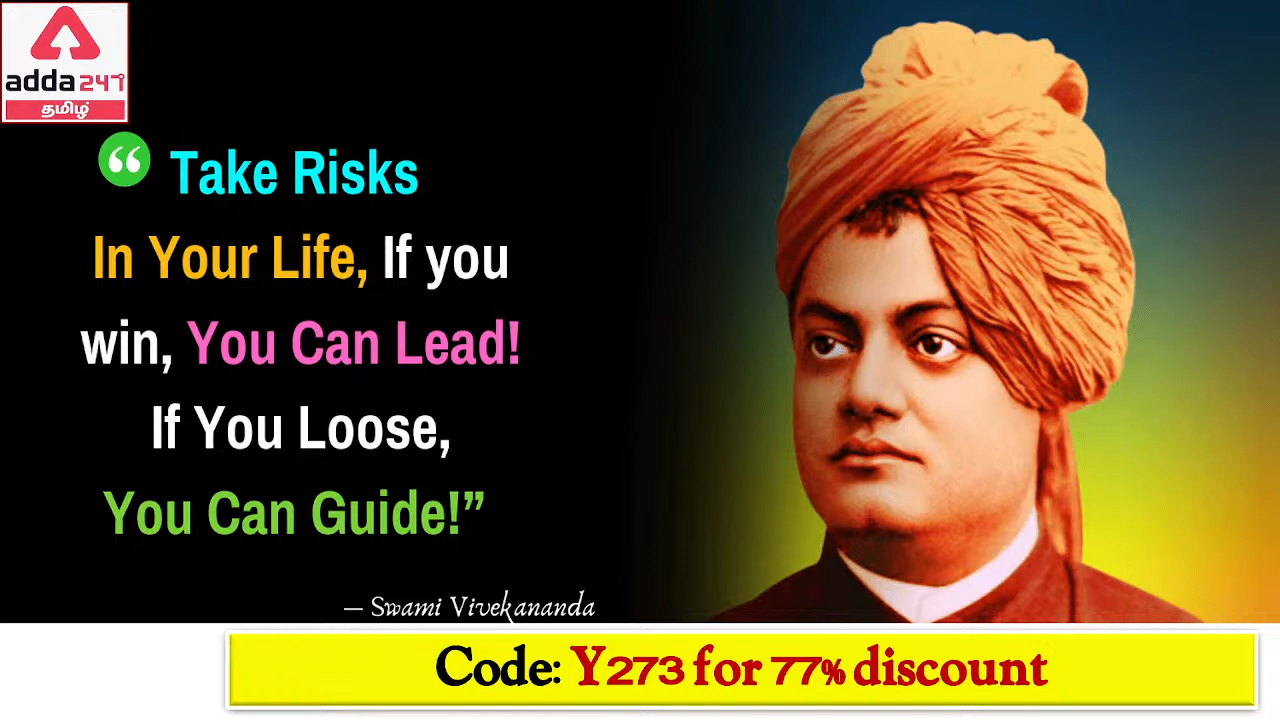 adda247
தமிழ்
“ Take Risks
In Your Life, If you
win, You Can Lead!
If You Loose,
You Can Guide!”
— Swami Vivekananda
Code: Y273 for 77% discount